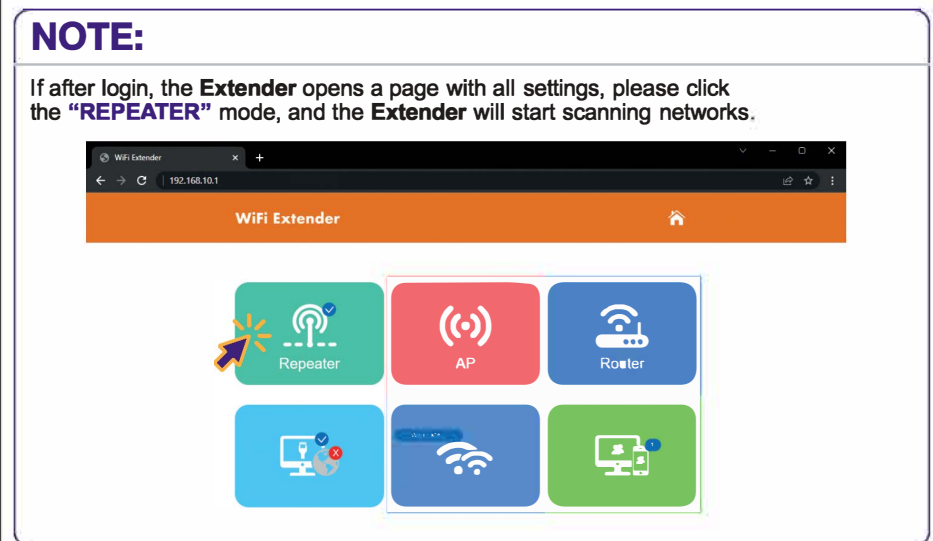 NOTE:
If after login, the Extender opens a page with all settings, please click
the "REPEATER" mode, and the Extender will start scanning networks.
WiFi Extender
192.168.10.1
WiFi Extender
Repeater
AP
Router
1